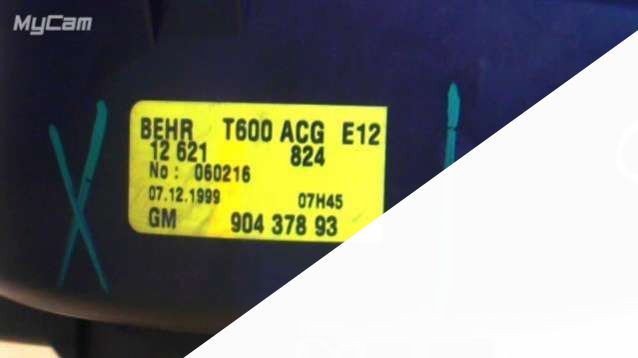 MyCam
BEHR T600 ACG E12
12 621 824
No : 060216
07.12.1999 07H45
GM 904 378 93